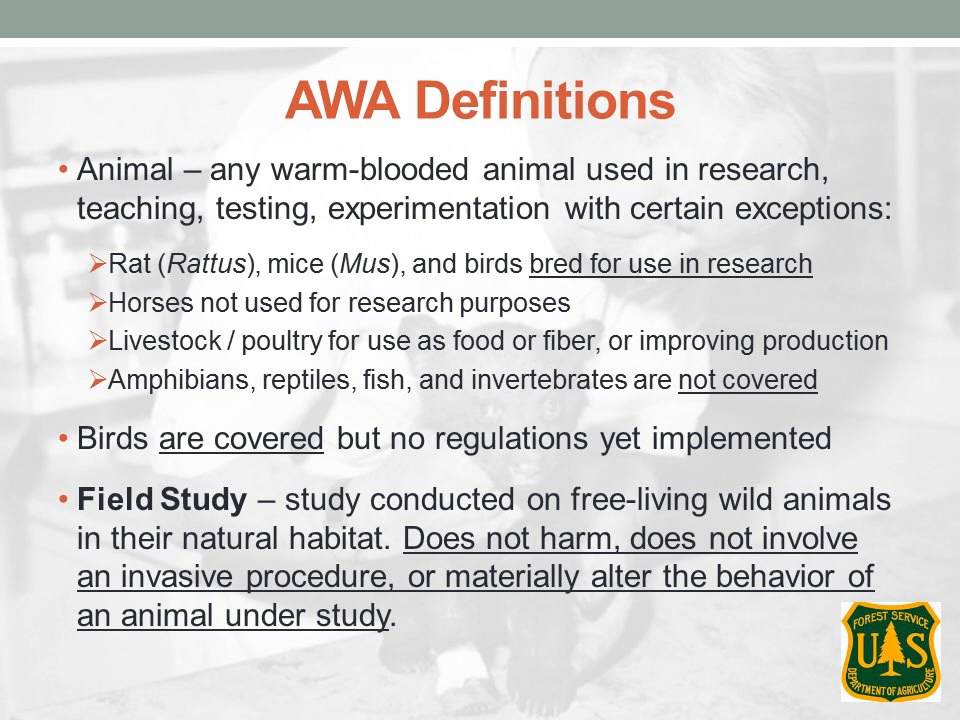 AWA Definitions
• Animal – any warm-blooded animal used in research,
teaching, testing, experimentation with certain exceptions:
➢Rat (Rattus), mice (Mus), and birds bred for use in research
➢Horses not used for research purposes
➢Livestock / poultry for use as food or fiber, or improving production
➢Amphibians, reptiles, fish, and invertebrates are not covered
• Birds are covered but no regulations yet implemented
• Field Study – study conducted on free-living wild animals
in their natural habitat. Does not harm, does not involve
an invasive procedure, or materially alter the behavior of
an animal under study.
FOREST SERVICE
U S
DEPARTMENT OF AGRICULTURE